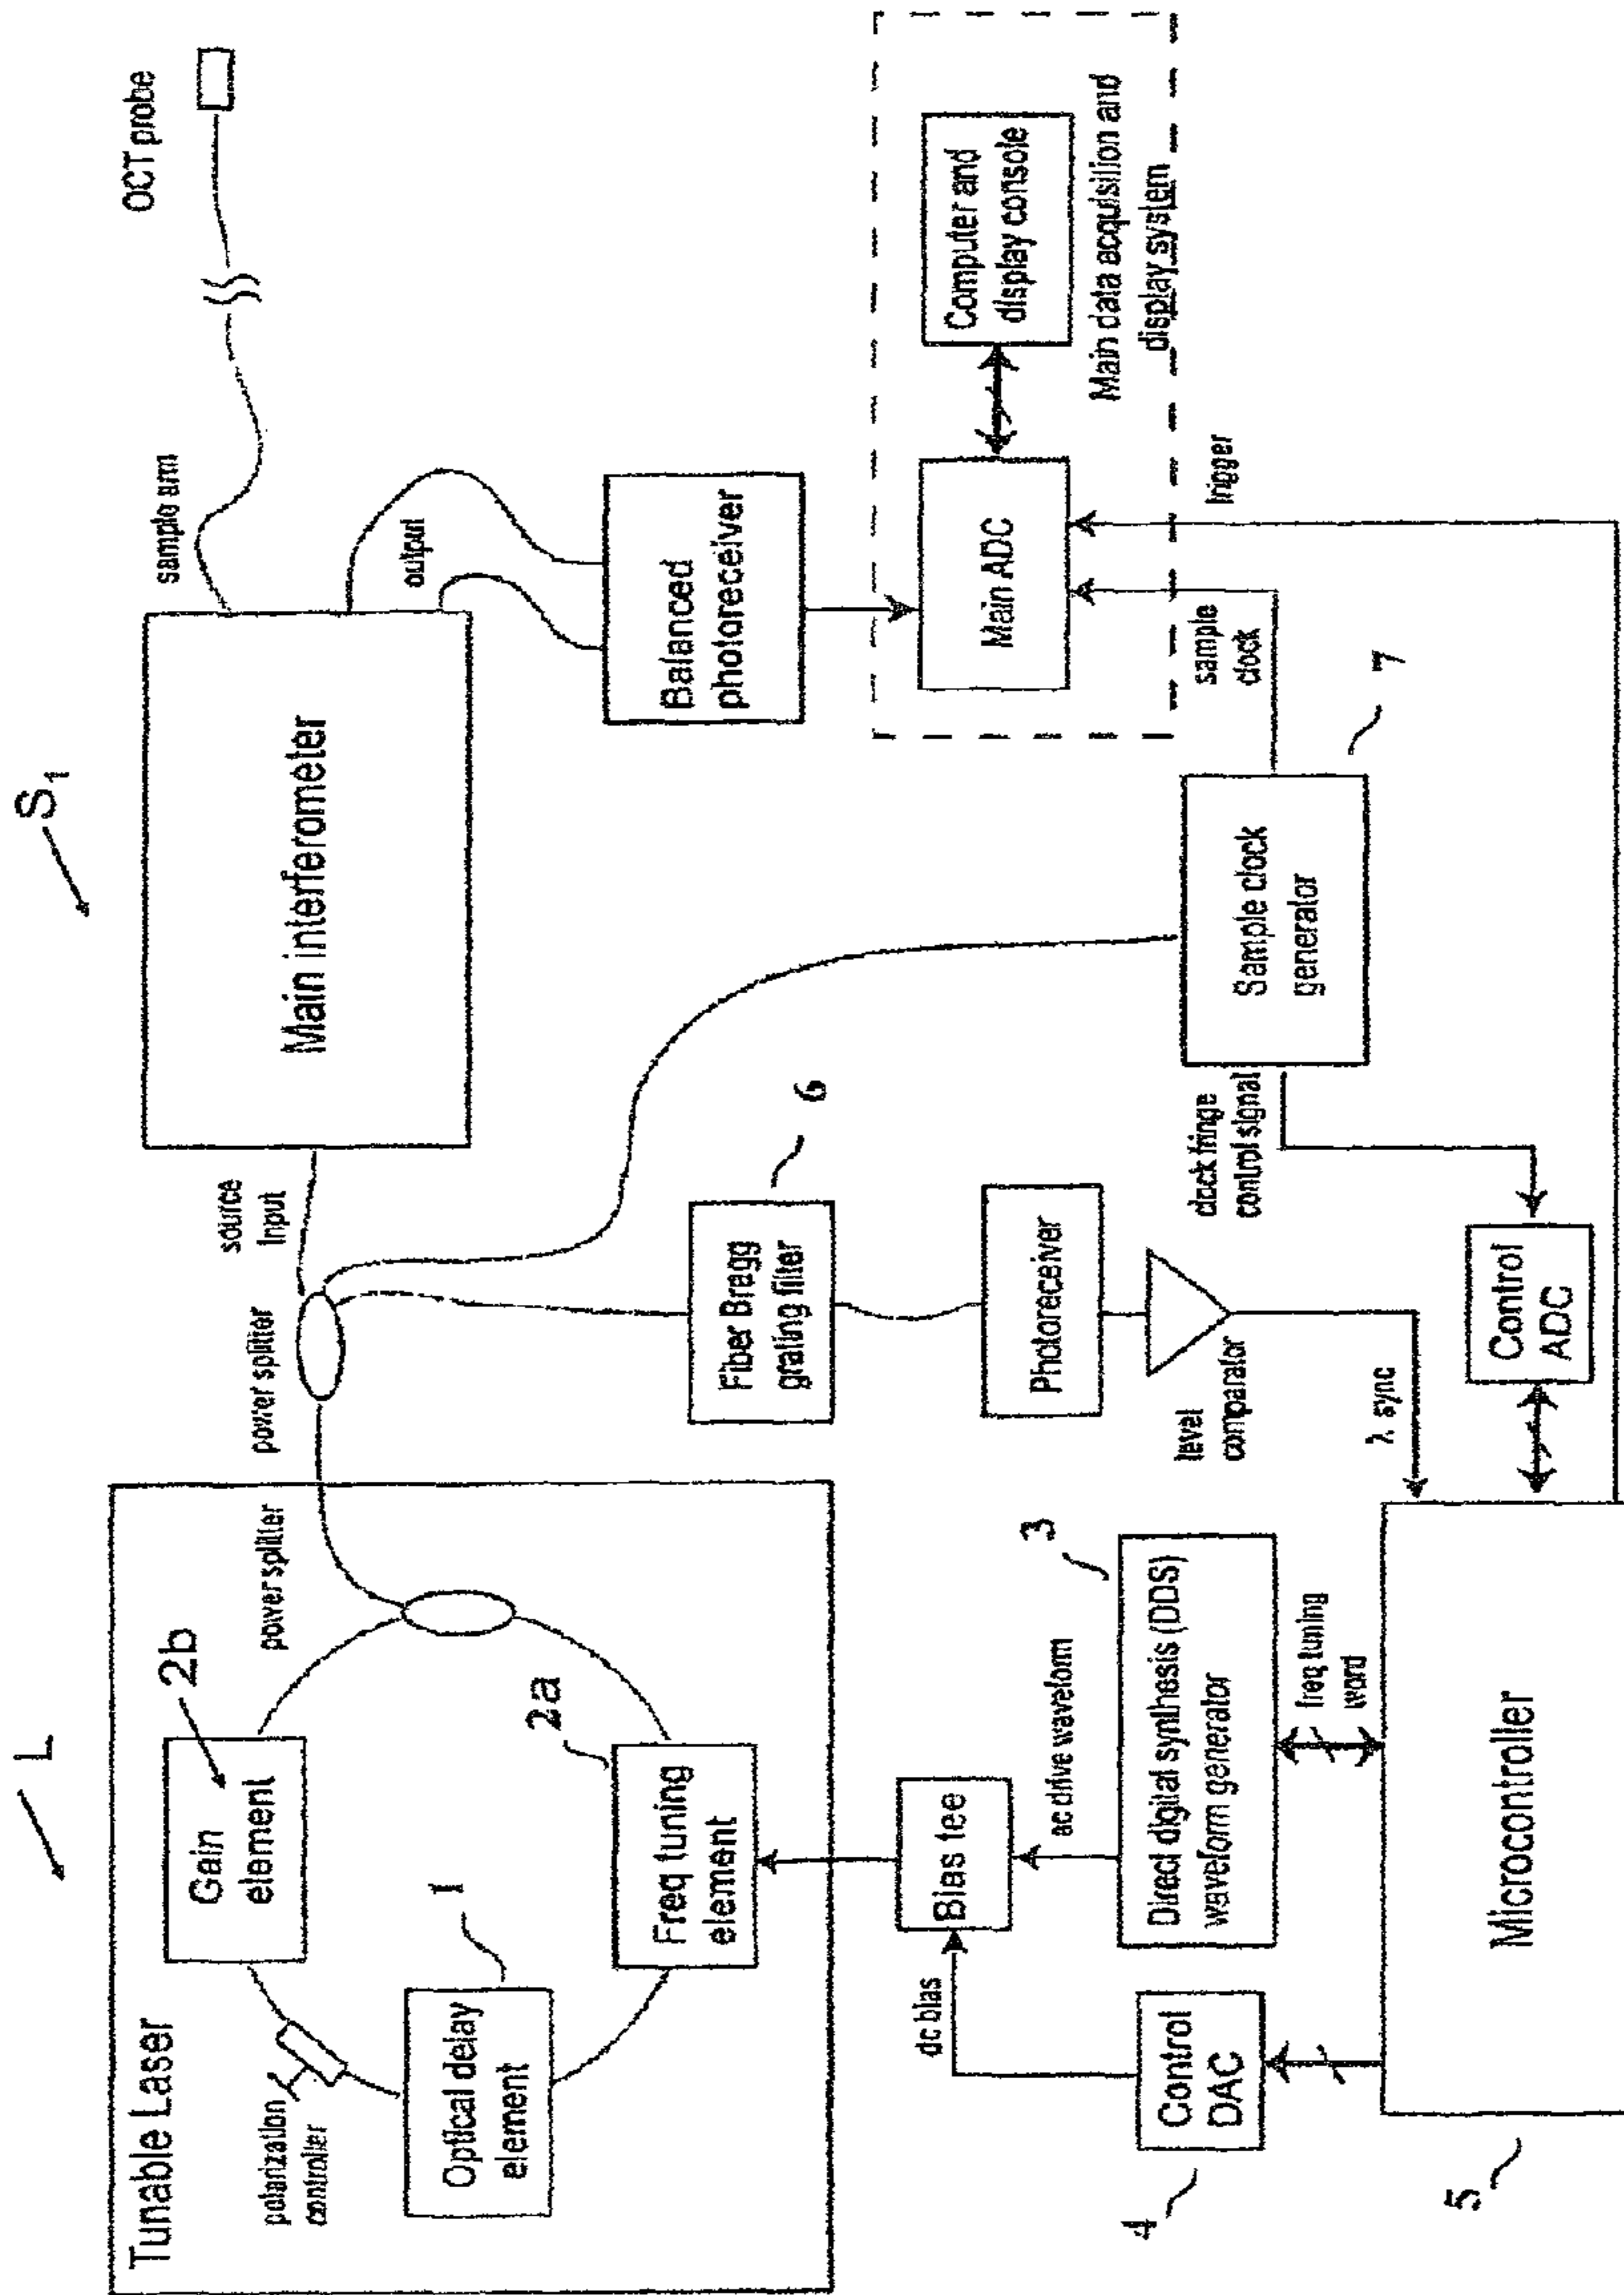 L
S1
Tunable Laser
polarization
controller
Gain
element
2b
Optical delay
element
1
Freq tuning
element
2a
power splitter
power splitter
source
input
Main interferometer
sample arm
OCT probe
output
Balanced
photoreceiver
Main ADC
Computer and
display console
Main data acquisition and
display system
Fiber Bregg
grating filter
6
Photoreceiver
level
comparator
λ sync
Sample clock
generator
7
sample
clock
trigger
clock fringe
control signal
Control
ADC
Bias tee
dc bias
ac drive waveform
Direct digital synthesis (DDS)
waveform generator
3
Control
DAC
4
freq tuning
word
Microcontroller
5